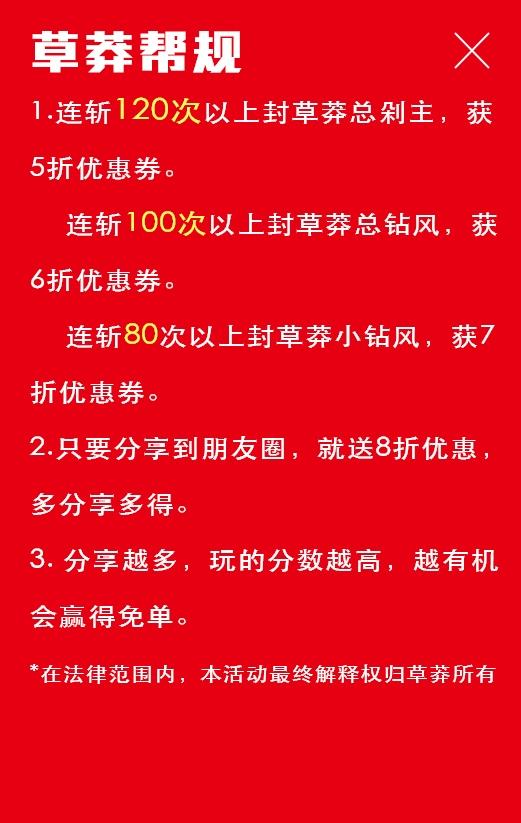 草莽帮规
1.连斩120次以上封草莽总剁主，获
5折优惠券。
连斩100次以上封草莽总钻风，获
6折优惠券。
连斩80次以上封草莽小钻风，获7
折优惠券。
2.只要分享到朋友圈，就送8折优惠，
多分享多得。
3. 分享越多，玩的分数越高，越有机
会赢得免单。
*在法律范围内，本活动最终解释权归草莽所有